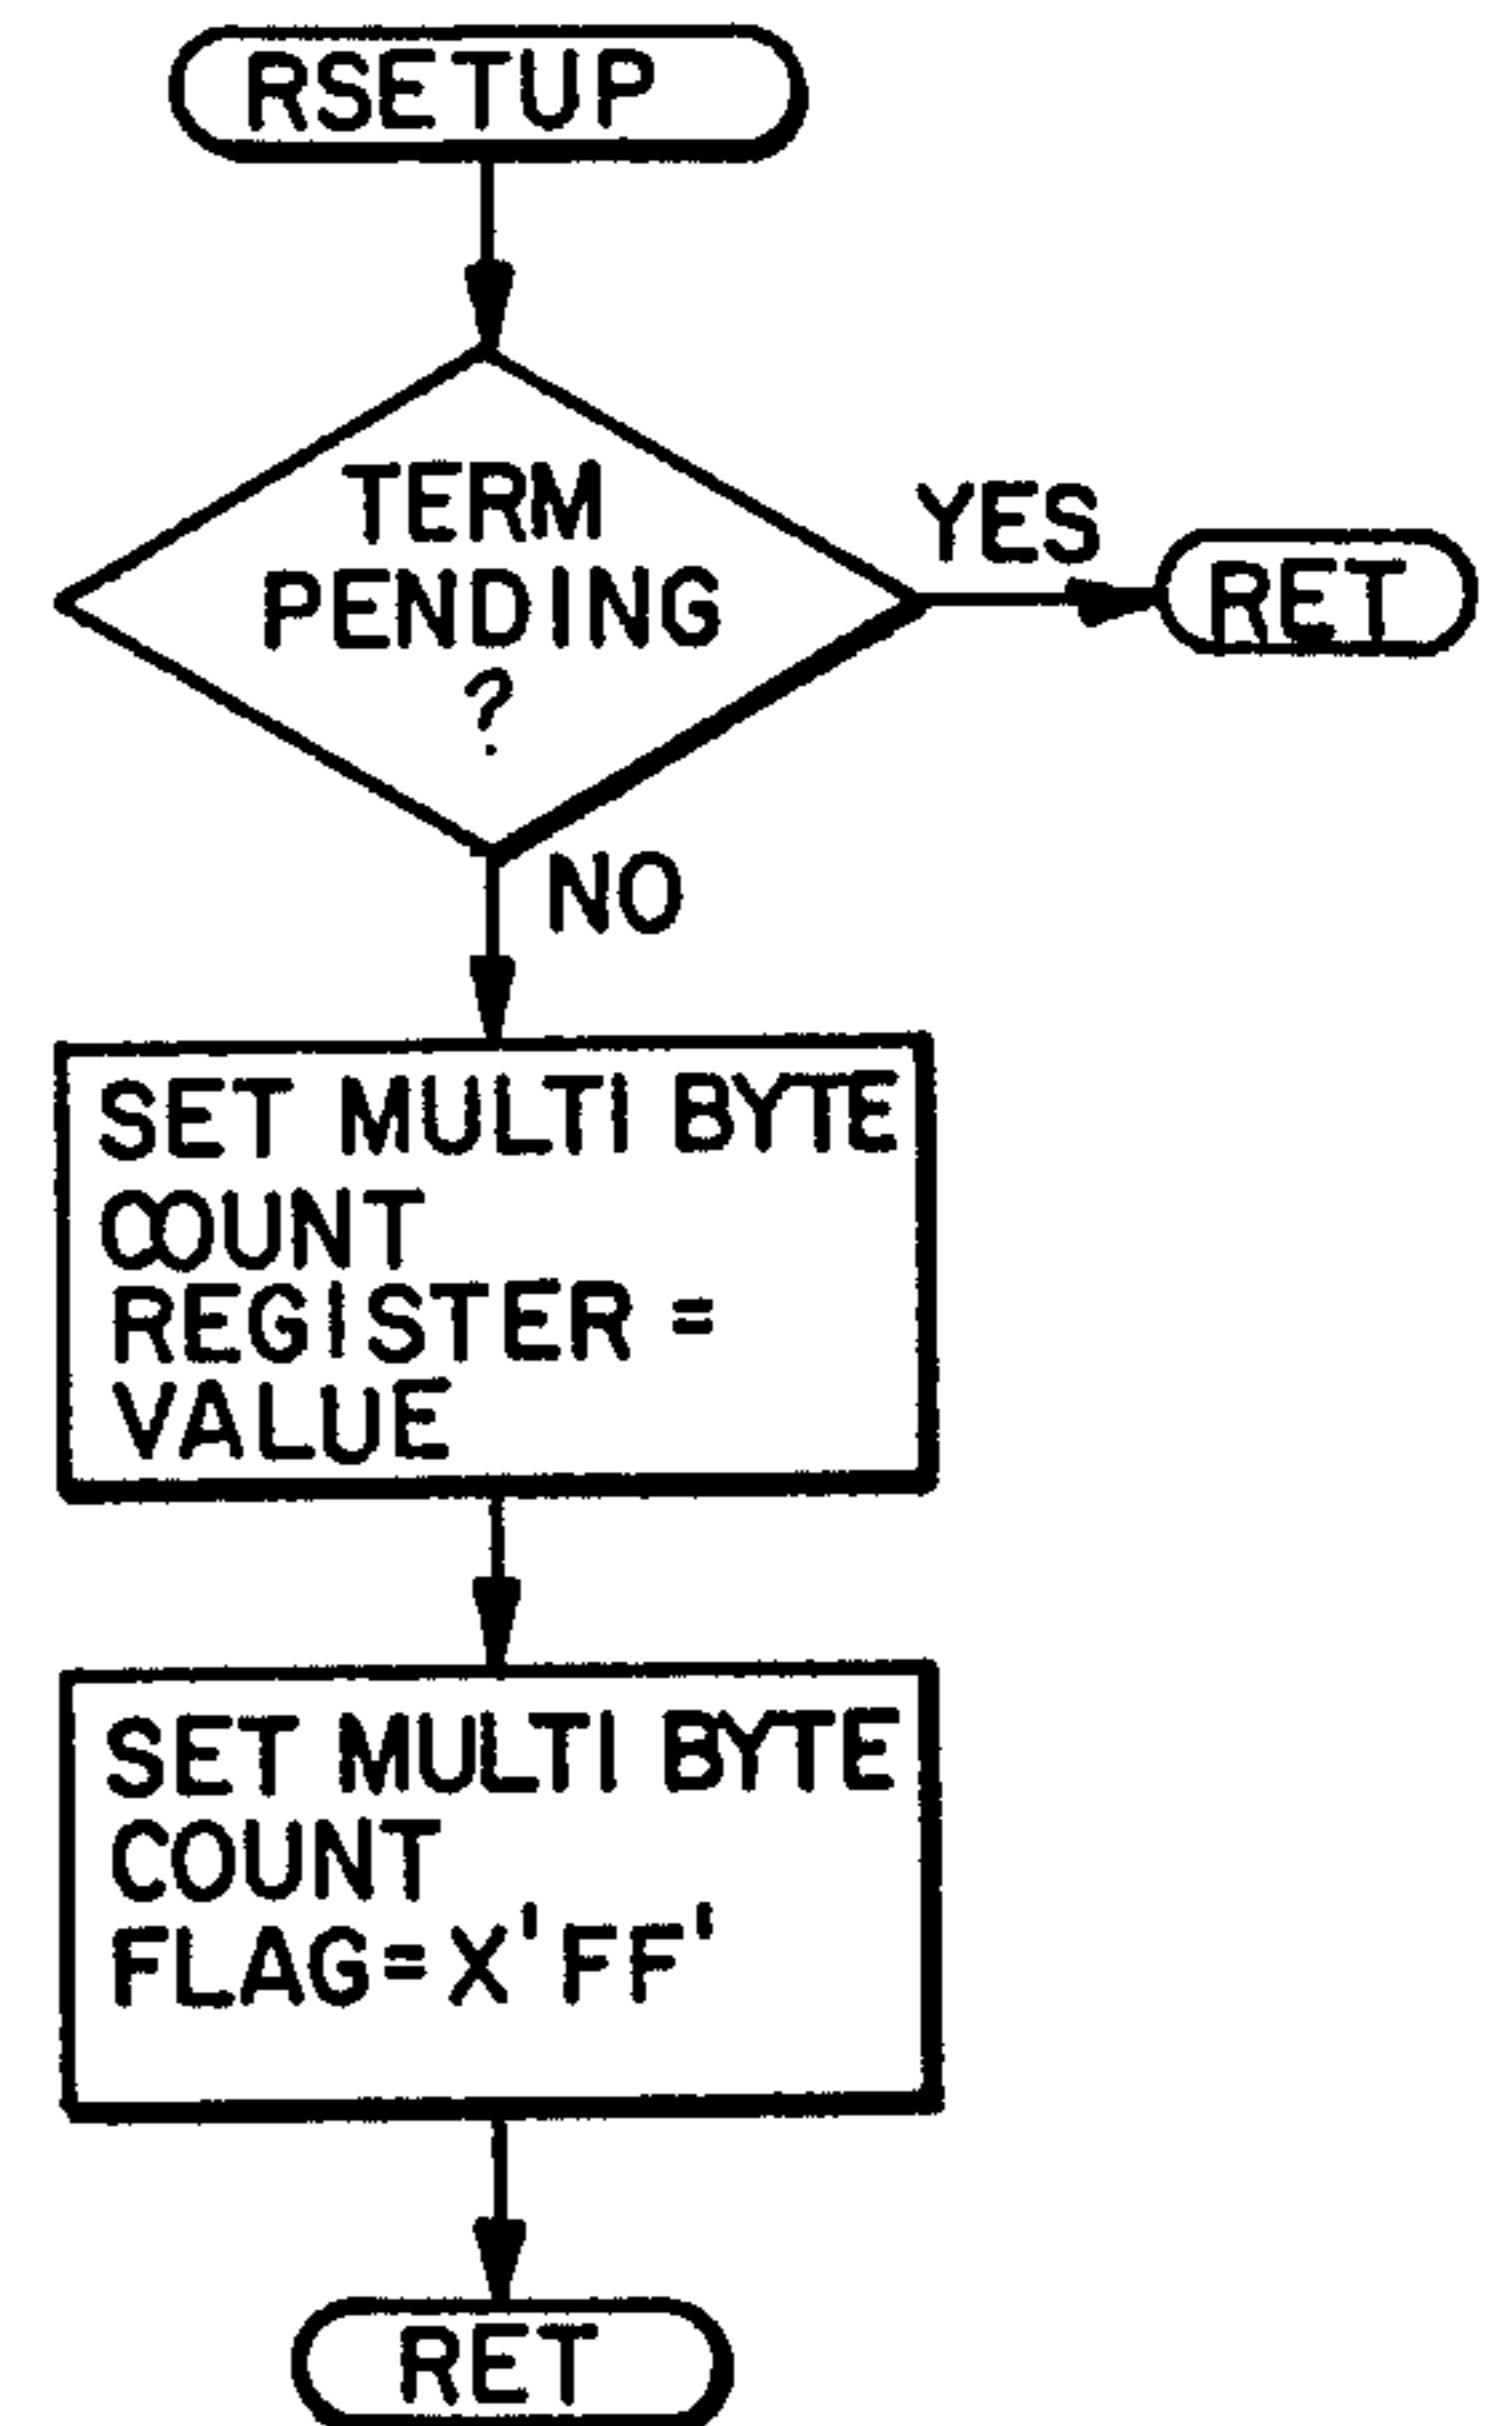 RSETUP
TERM
PENDING
?
YES
RET
NO
SET MULTI BYTE
COUNT
REGISTER =
VALUE
SET MULTI BYTE
COUNT
FLAG=X'FF'
RET